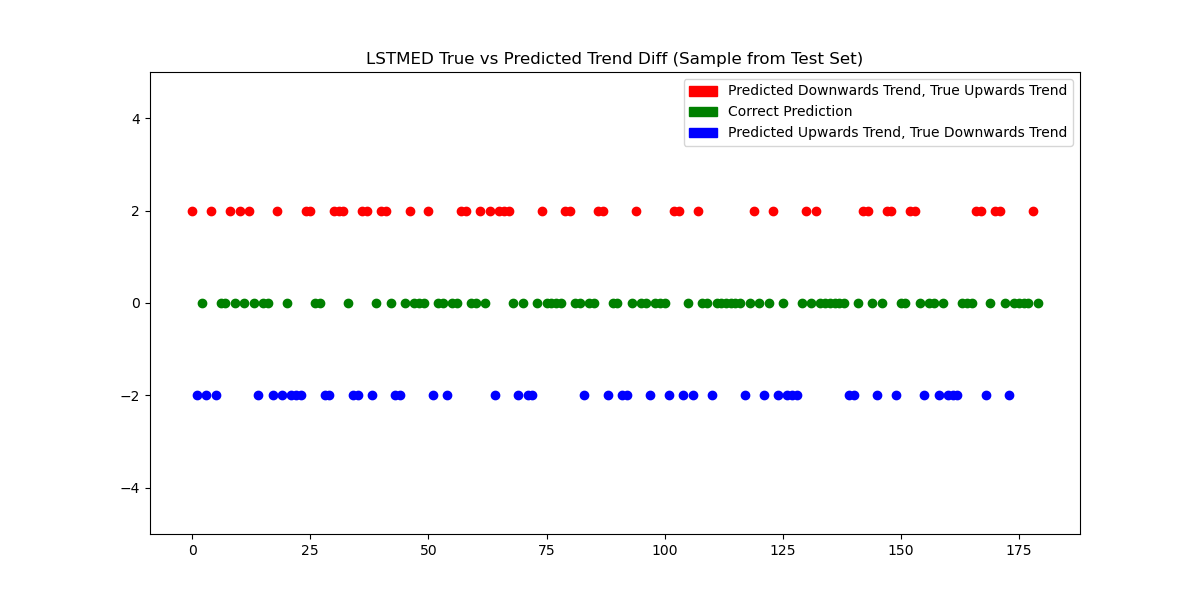 LSTMED True vs Predicted Trend Diff (Sample from Test Set)
Predicted Downwards Trend, True Upwards Trend
Correct Prediction
Predicted Upwards Trend, True Downwards Trend
4
2
0
−2
−4
0 25 50 75 100 125 150 175